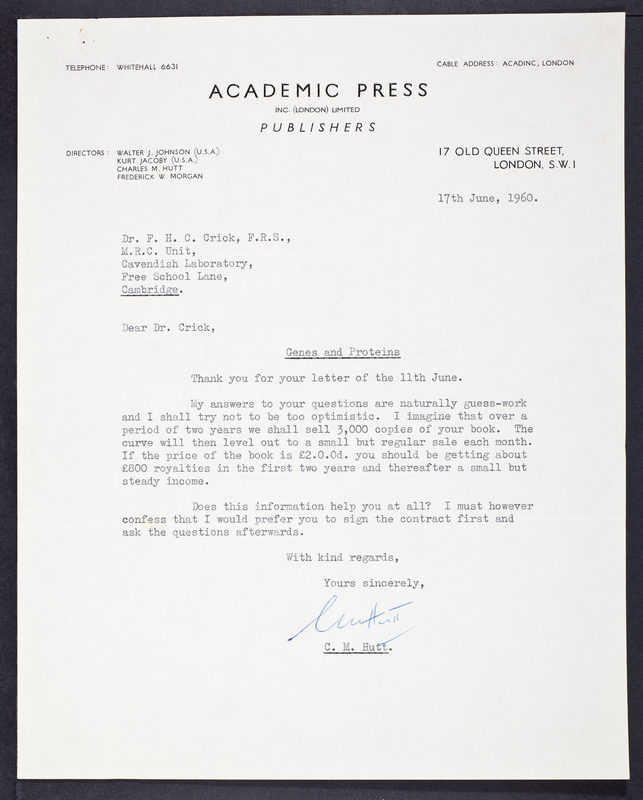 TELEPHONE: WHITEHALL 6631
CABLE ADDRESS: ACADINC, LONDON
ACADEMIC PRESS
INC. (LONDON) LIMITED
PUBLISHERS
DIRECTORS: WALTER J. JOHNSON (U.S.A.)
KURT JACOBY (U.S.A.)
CHARLES M. HUTT
FREDERICK W. MORGAN
17 OLD QUEEN STREET,
LONDON, S.W.1
17th June, 1960.
Dr. F. H. C. Crick, F.R.S.,
M.R.C. Unit,
Cavendish Laboratory,
Free School Lane,
Cambridge.
Dear Dr. Crick,
Genes and Proteins
Thank you for your letter of the 11th June.
My answers to your questions are naturally guess-work
and I shall try not to be too optimistic. I imagine that over a
period of two years we shall sell 3,000 copies of your book. The
curve will then level out to a small but regular sale each month.
If the price of the book is £2.0.0d. you should be getting about
£800 royalties in the first two years and thereafter a small but
steady income.
Does this information help you at all? I must however
confess that I would prefer you to sign the contract first and
ask the questions afterwards.
With kind regards,
Yours sincerely,
CMHutt
C. M. Hutt.